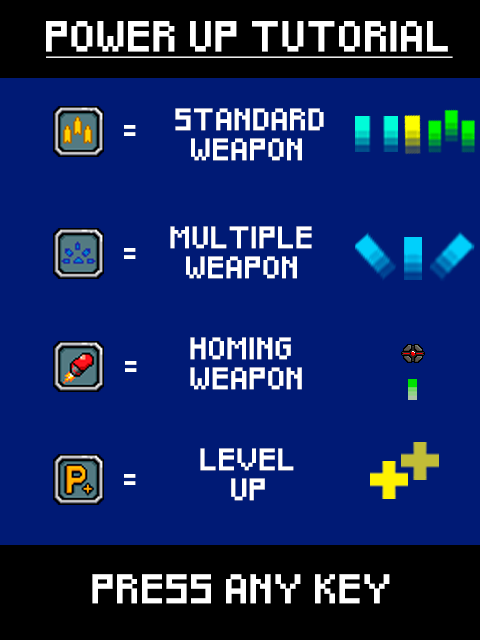 POWER UP TUTORIAL
= STANDARD
WEAPON
= MULTIPLE
WEAPON
= HOMING
WEAPON
P+ = LEVEL
UP
PRESS ANY KEY